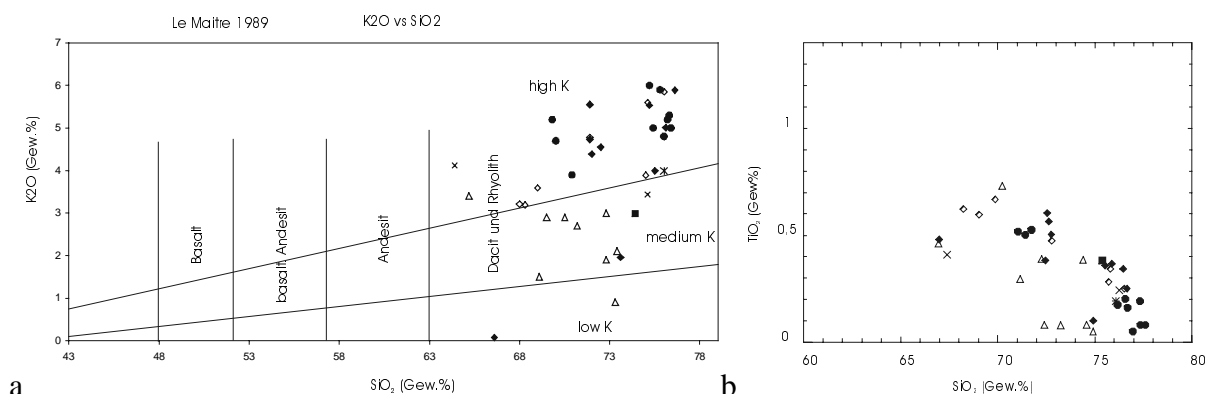 Le Maitre 1989 K2O vs SiO2
7
6
5
4
3
2
1
0
K2O (Gew.%)
high K
medium K
low K
Basalt
basalt. Andesit
Andesit
Dacit und Rhyolith
43 48 53 58 63 68 73 78
SiO2 (Gew.%)
a
1
0,5
0
TiO2 (Gew%)
60 65 70 75 80
SiO2 |Gew.%|
b